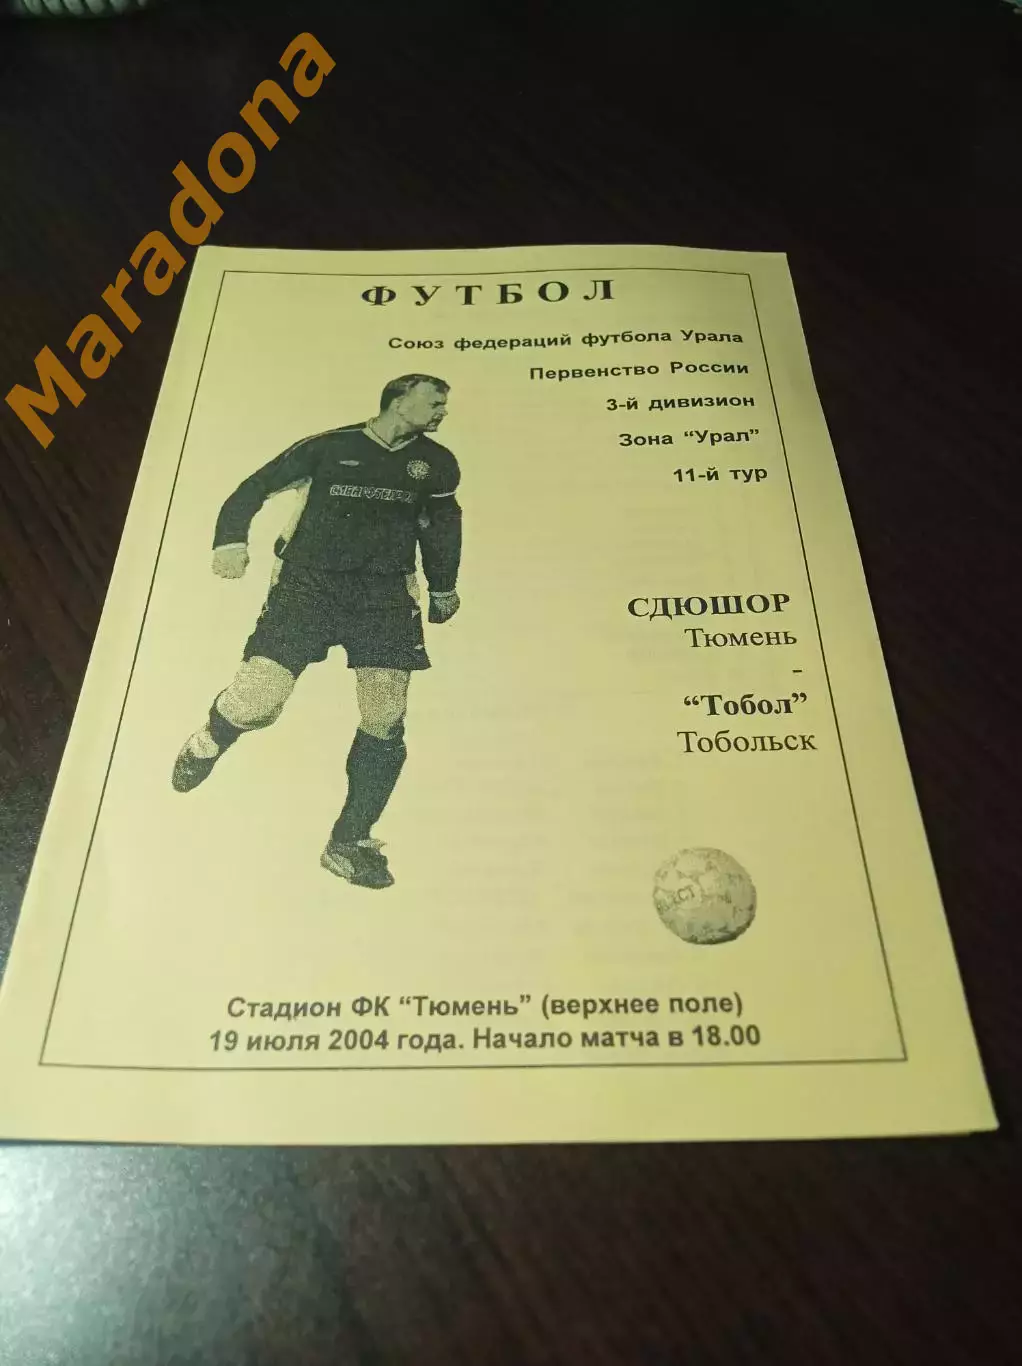 Maradona
ФУТБОЛ
Союз федераций футбола Урала
Первенство России
3-й дивизион
Зона “Урал”
11-й тур
СДЮШОР
Тюмень
-
“Тобол”
Тобольск
Стадион ФК “Тюмень” (верхнее поле)
19 июля 2004 года. Начало матча в 18.00